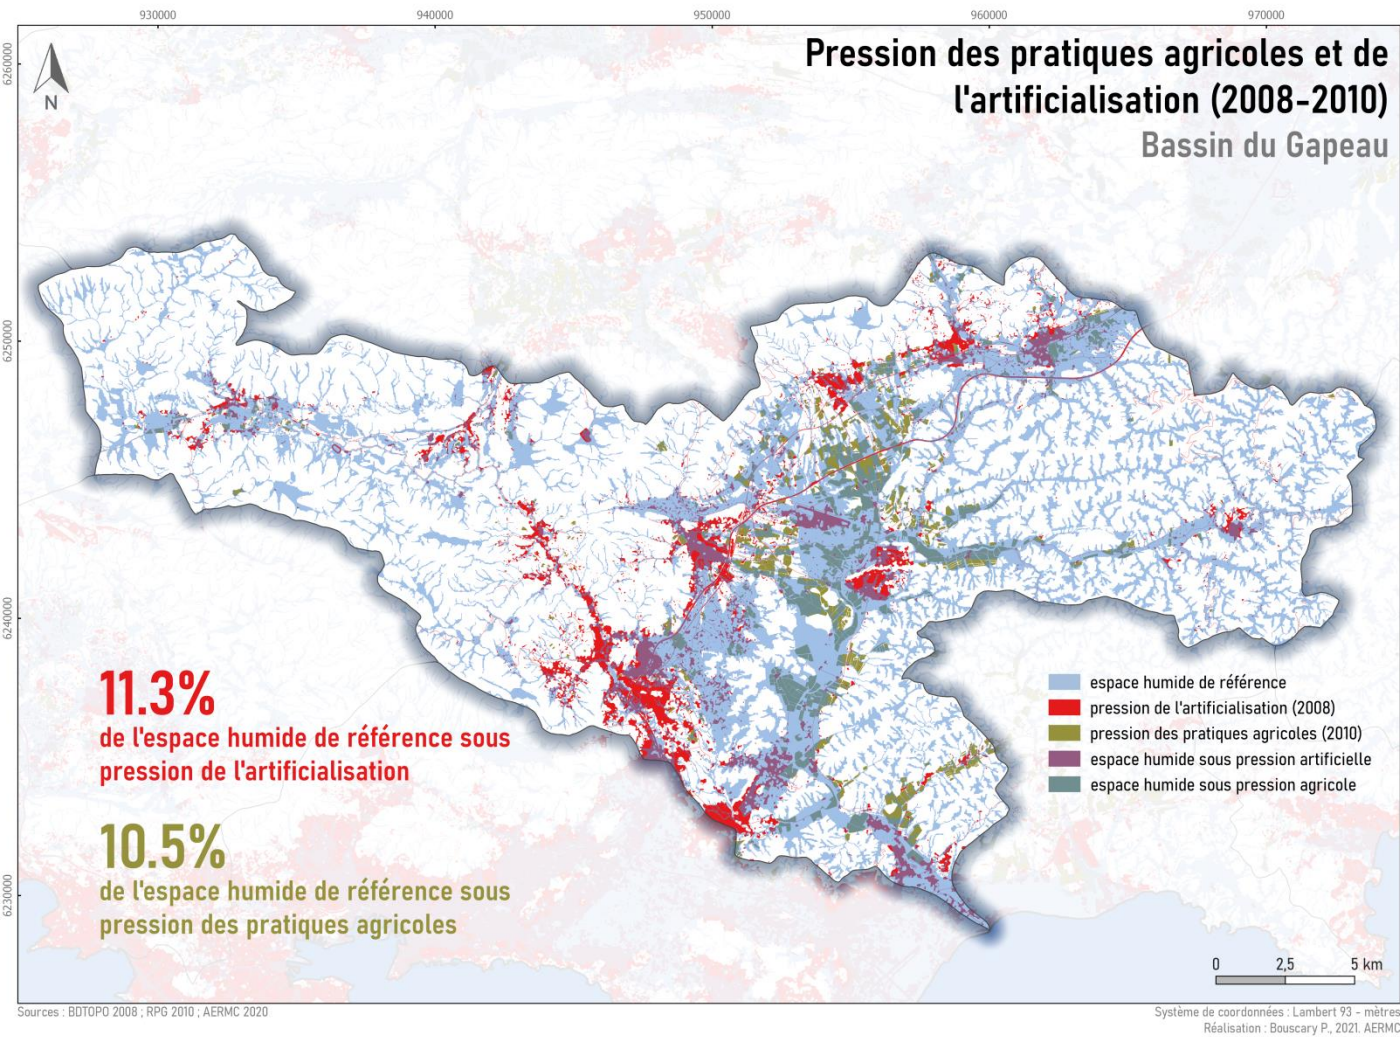 930000
940000
950000
960000
970000
6260000
6250000
6240000
6230000
N
Pression des pratiques agricoles et de
l'artificialisation (2008-2010)
Bassin du Gapeau
11.3%
de l'espace humide de référence sous
pression de l'artificialisation
10.5%
de l'espace humide de référence sous
pression des pratiques agricoles
espace humide de référence
pression de l'artificialisation (2008)
pression des pratiques agricoles (2010)
espace humide sous pression artificielle
espace humide sous pression agricole
0 2,5 5 km
Sources : BDTOPO 2008 ; RPG 2010 ; AERMC 2020
Système de coordonnées : Lambert 93 - mètres
Réalisation : Bouscary P., 2021. AERMC